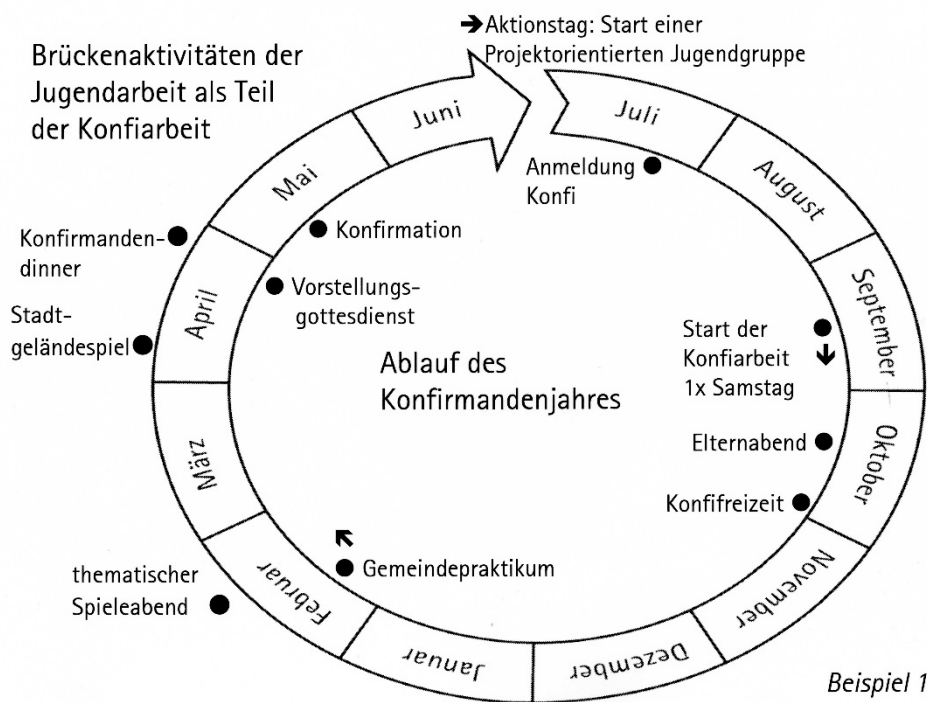 ➔Aktionstag: Start einer
Projektorientierten Jugendgruppe
Brückenaktivitäten der
Jugendarbeit als Teil
der Konfiarbeit
Juni
Juli
Mai
August
Anmeldung
Konfi
Konfirmanden-
dinner
Konfirmation
April
Vorstellungs-
gottesdienst
September
Stadt-
geländespiel
Start der
Konfiarbeit
1x Samstag
Ablauf des
Konfirmandenjahres
März
Oktober
Elternabend
Konfifreizeit
Gemeindepraktikum
thematischer
Spieleabend
Februar
November
Januar
Dezember
Beispiel 1